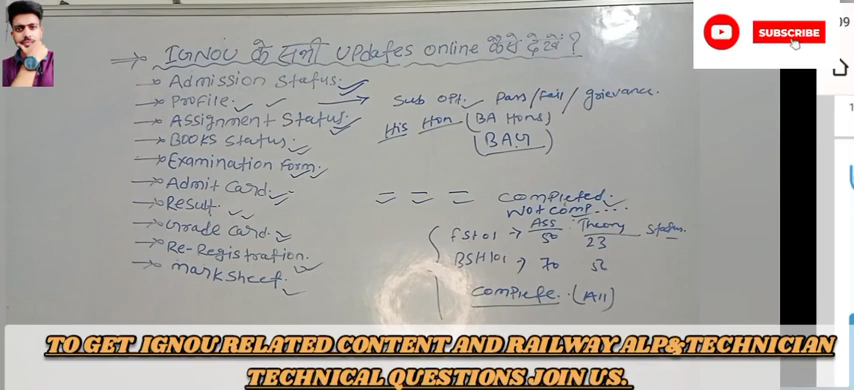 IGNOU के सभी Updates online कैसे देखें ?
Admission Status
Profile
Sub Opt. Pass/Fail/grievance.
Assignment Status
His Hon (BA Hons)
Books Status
(BAG)
Examination Form
Admit Card
Completed
Result
Not comp....
Grade Card
Ass Theory Status
50 23
Re-Registration
BSHI01 → 70 52
Marksheet
Complete. (All)
SUBSCRIBE
09
TO GET IGNOU RELATED CONTENT AND RAILWAY ALP&TECHNICIAN
TECHNICAL QUESTIONS JOIN US.